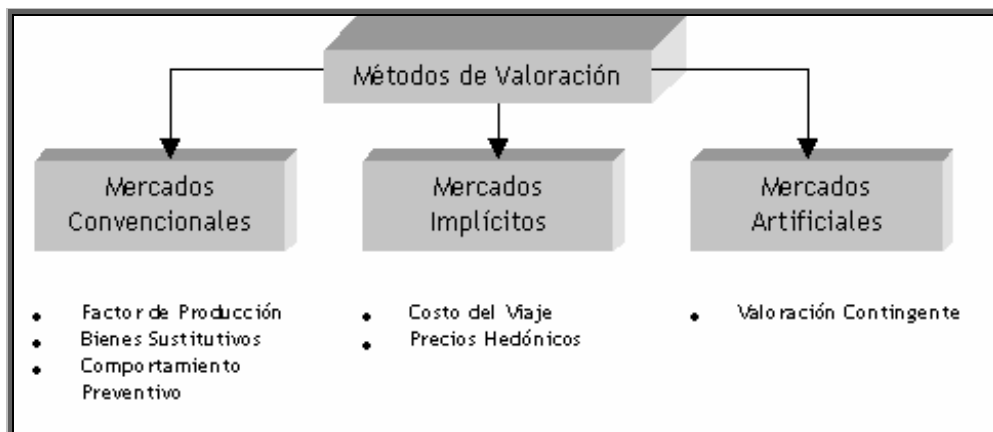 Métodos de Valoración
Mercados
Convencionales
Mercados
Implícitos
Mercados
Artificiales
• Factor de Producción
• Bienes Sustitutivos
• Comportamiento
Preventivo
• Costo del Viaje
• Precios Hedónicos
• Valoración Contingente